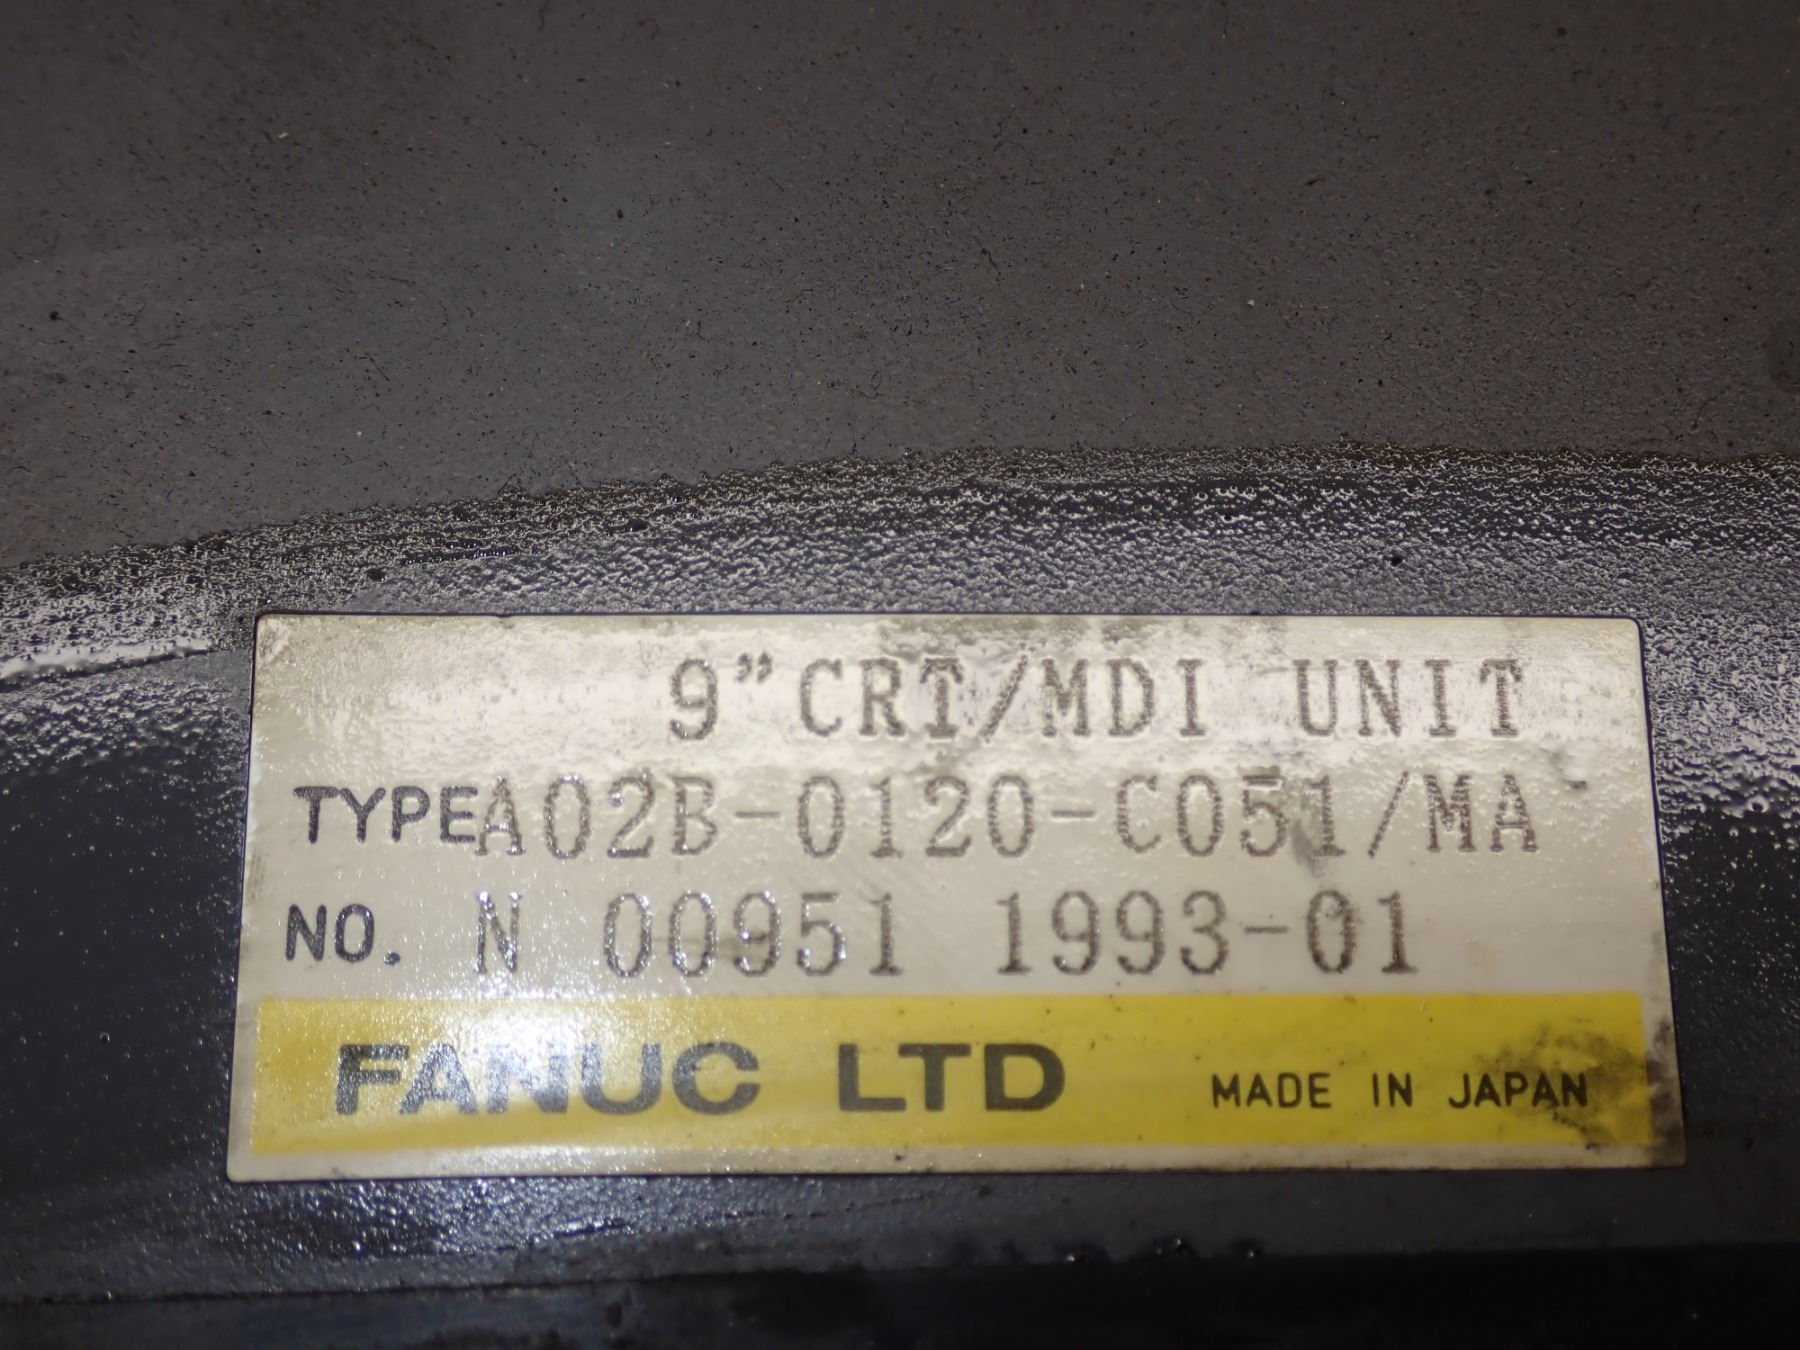 9"CRT/MDI UNIT
TYPE A02B-0120-C051/MA
NO. N 00951 1993-01
FANUC LTD MADE IN JAPAN